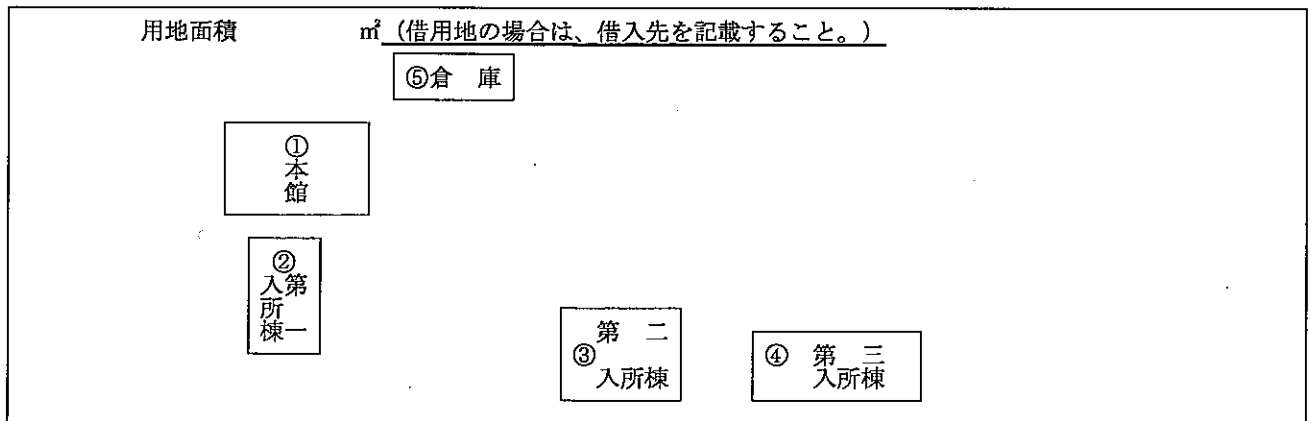 用地面積　　　　　㎡（借用地の場合は、借入先を記載すること。）
⑤倉　庫
①本館
②第一入所棟
③第　二
入所棟
④　第　三
入所棟